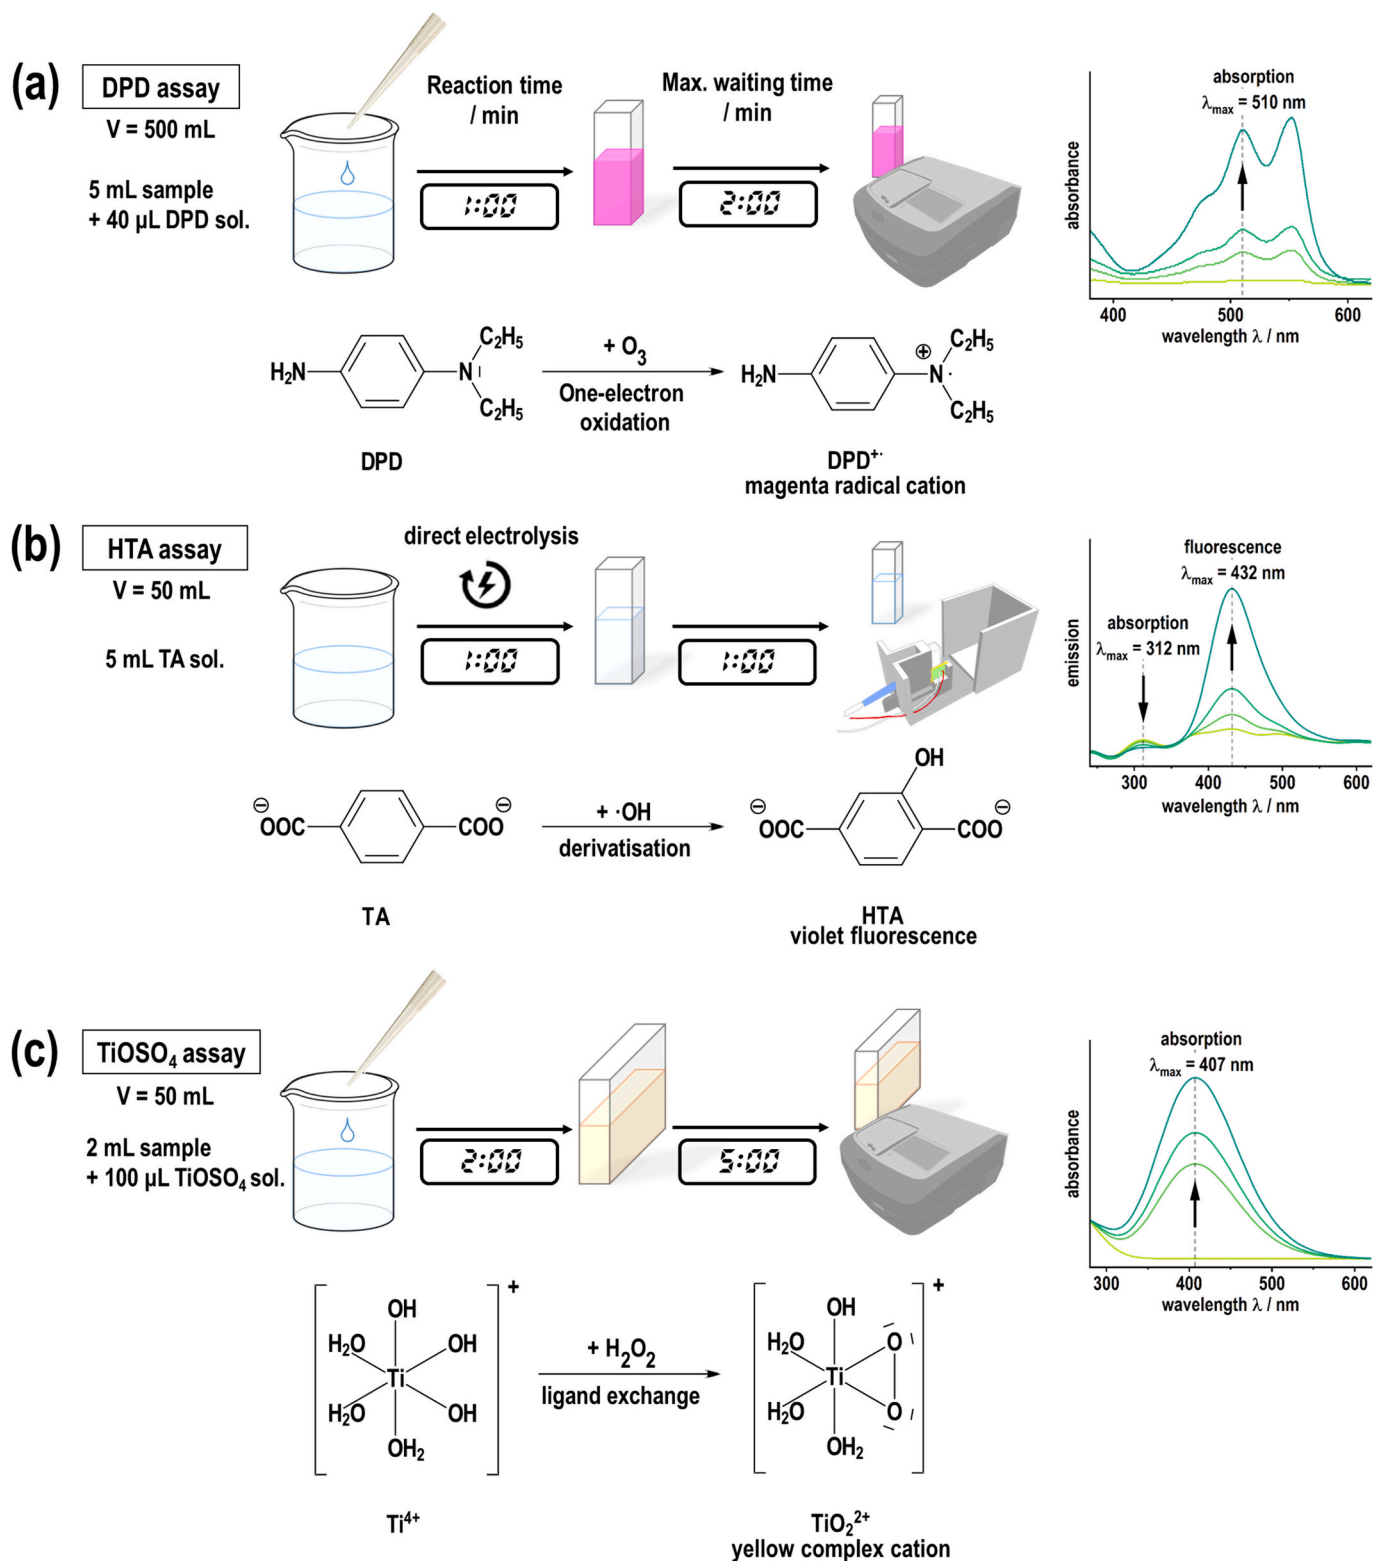 (a)
DPD assay
V = 500 mL
5 mL sample
+ 40 µL DPD sol.
Reaction time
/ min
1:00
Max. waiting time
/ min
2:00
absorption
λmax = 510 nm
absorbance
400 500 600
wavelength λ / nm
H₂N
N
C₂H₅
C₂H₅
DPD
+ O₃
One-electron
oxidation
H₂N
⊕
N·
C₂H₅
C₂H₅
DPD⁺·
magenta radical cation
(b)
HTA assay
V = 50 mL
5 mL TA sol.
direct electrolysis
1:00
1:00
fluorescence
λmax = 432 nm
absorption
λmax = 312 nm
emission
300 400 500 600
wavelength λ / nm
⊖OOC
COO⊖
TA
+ ·OH
derivatisation
OH
⊖OOC
COO⊖
HTA
violet fluorescence
(c)
TiOSO₄ assay
V = 50 mL
2 mL sample
+ 100 µL TiOSO₄ sol.
2:00
5:00
absorption
λmax = 407 nm
absorbance
300 400 500 600
wavelength λ / nm
+
OH
H₂O OH
Ti
H₂O OH
OH₂
Ti⁴⁺
+ H₂O₂
ligand exchange
+
OH
H₂O O
Ti
H₂O O
OH₂
TiO₂²⁺
yellow complex cation